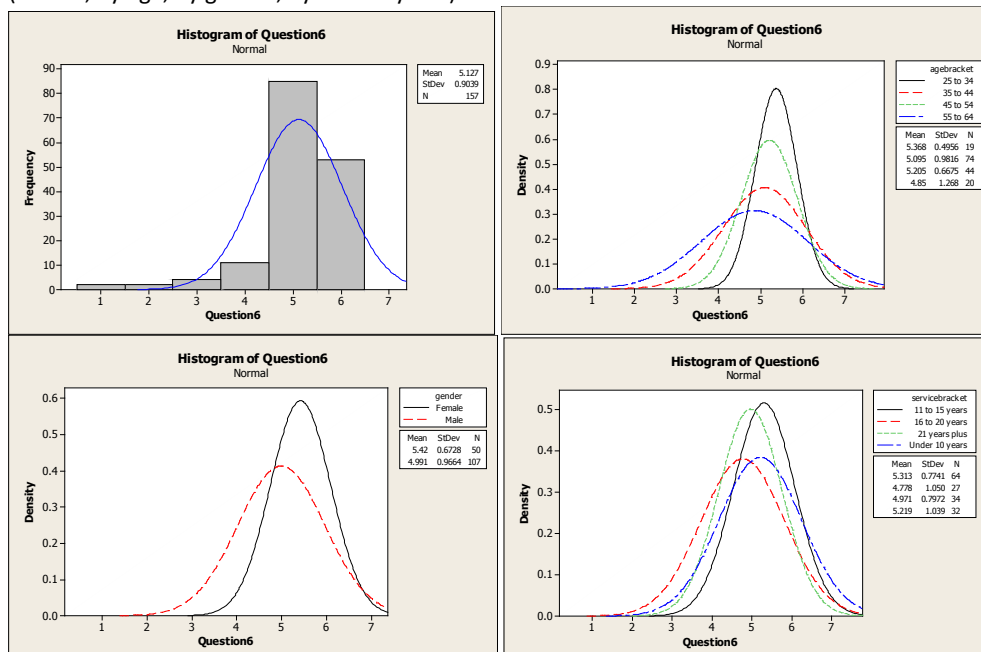 by age, by gender, by
Histogram of Question6
Normal
Mean 5.127
StDev 0.9039
N 157
Frequency
90
80
70
60
50
40
30
20
10
0
1 2 3 4 5 6 7
Question6
Histogram of Question6
Normal
agebracket
25 to 34
35 to 44
45 to 54
55 to 64
Mean StDev N
5.368 0.4956 19
5.095 0.9816 74
5.205 0.6675 44
4.85 1.268 20
Density
0.9
0.8
0.7
0.6
0.5
0.4
0.3
0.2
0.1
0.0
1 2 3 4 5 6 7
Question6
Histogram of Question6
Normal
gender
Female
Male
Mean StDev N
5.42 0.6728 50
4.991 0.9664 107
Density
0.6
0.5
0.4
0.3
0.2
0.1
0.0
1 2 3 4 5 6 7
Question6
Histogram of Question6
Normal
servicebracket
11 to 15 years
16 to 20 years
21 years plus
Under 10 years
Mean StDev N
5.313 0.7741 64
4.778 1.050 27
4.971 0.7972 34
5.219 1.039 32
Density
0.5
0.4
0.3
0.2
0.1
0.0
1 2 3 4 5 6 7
Question6